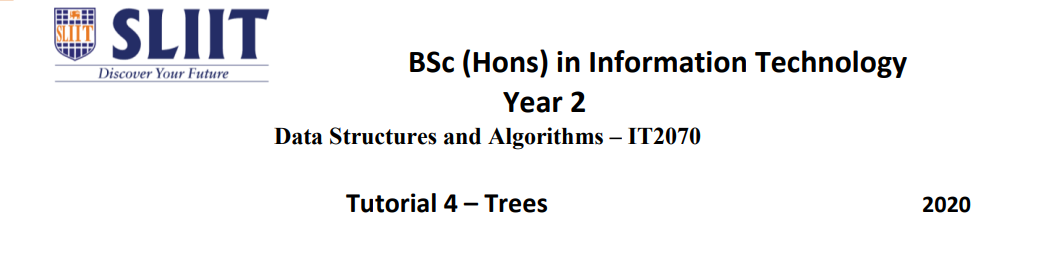 SLIIT
SLIIT
Discover Your Future
BSc (Hons) in Information Technology
Year 2
Data Structures and Algorithms – IT2070
Tutorial 4 – Trees 2020